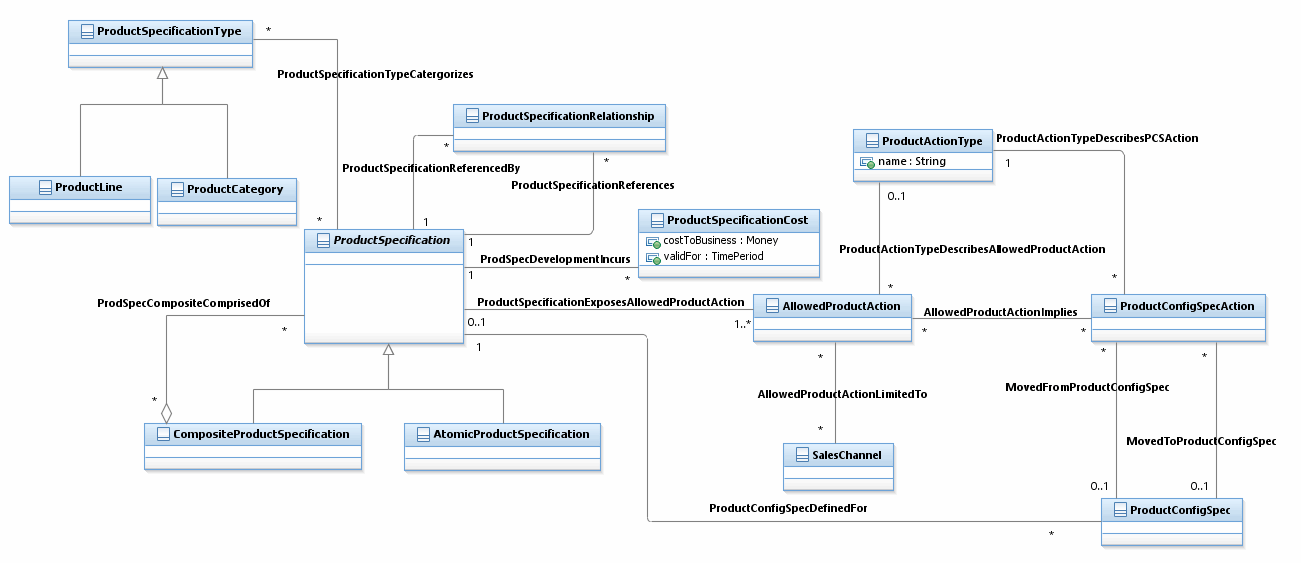 ProductSpecificationType
*
ProductSpecificationTypeCatergorizes
ProductSpecificationRelationship
*
*
ProductSpecificationReferencedBy
ProductSpecificationReferences
ProductActionType
name : String
ProductActionTypeDescribesPCSAction
1
0..1
ProductLine
ProductCategory
*
1
1
ProductSpecification
ProductSpecificationCost
costToBusiness : Money
validFor : TimePeriod
ProdSpecDevelopmentIncurs
1
*
ProductActionTypeDescribesAllowedProductAction
*
*
ProdSpecCompositeComprisedOf
*
*
ProductSpecificationExposesAllowedProductAction
0..1
1..*
1
AllowedProductAction
AllowedProductActionImplies
*
*
ProductConfigSpecAction
*
*
*
AllowedProductActionLimitedTo
*
MovedFromProductConfigSpec
MovedToProductConfigSpec
0..1
0..1
CompositeProductSpecification
AtomicProductSpecification
SalesChannel
ProductConfigSpecDefinedFor
*
ProductConfigSpec